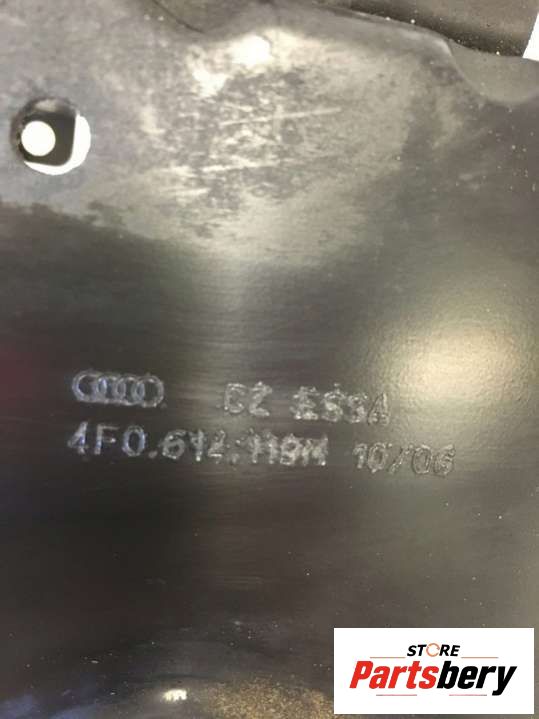 CZ ESSA
4F0.614.119M 10/06
STORE
Partsbery